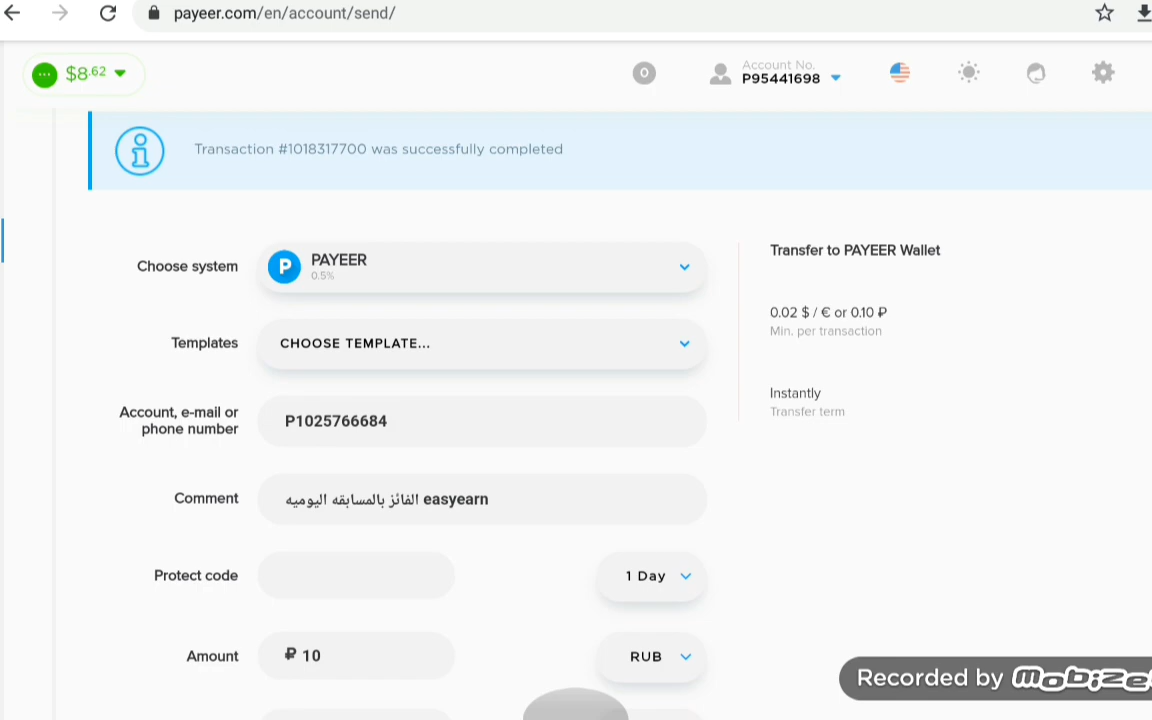 payeer.com/en/account/send/
$8.62
0
Account No.
P95441698
Transaction #1018317700 was successfully completed
Choose system
P
PAYEER
0.5%
Transfer to PAYEER Wallet
0.02 $ / € or 0.10 ₽
Min. per transaction
Templates
CHOOSE TEMPLATE...
Instantly
Transfer term
Account, e-mail or
phone number
P1025766684
Comment
الفائز بالمسابقه اليوميه easyearn
Protect code
1 Day
Amount
₽ 10
RUB
Recorded by